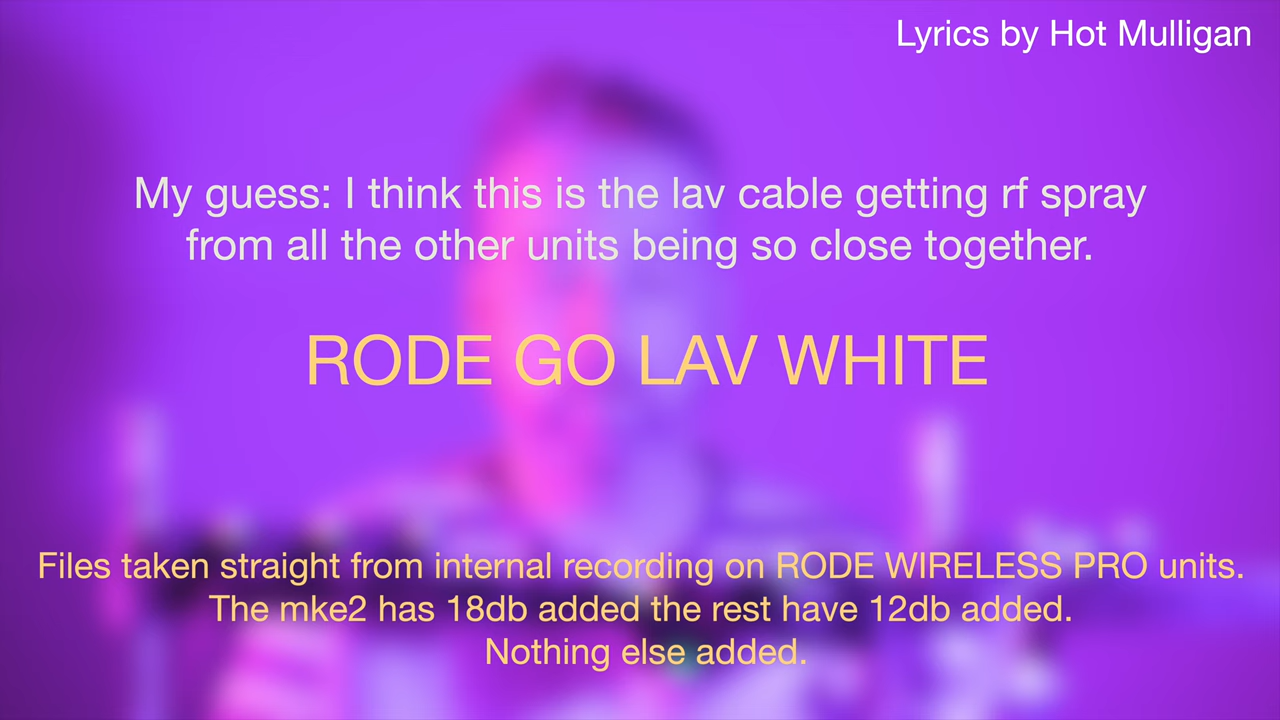 Lyrics by Hot Mulligan
My guess: I think this is the lav cable getting rf spray
from all the other units being so close together.
RODE GO LAV WHITE
Files taken straight from internal recording on RODE WIRELESS PRO units.
The mke2 has 18db added the rest have 12db added.
Nothing else added.